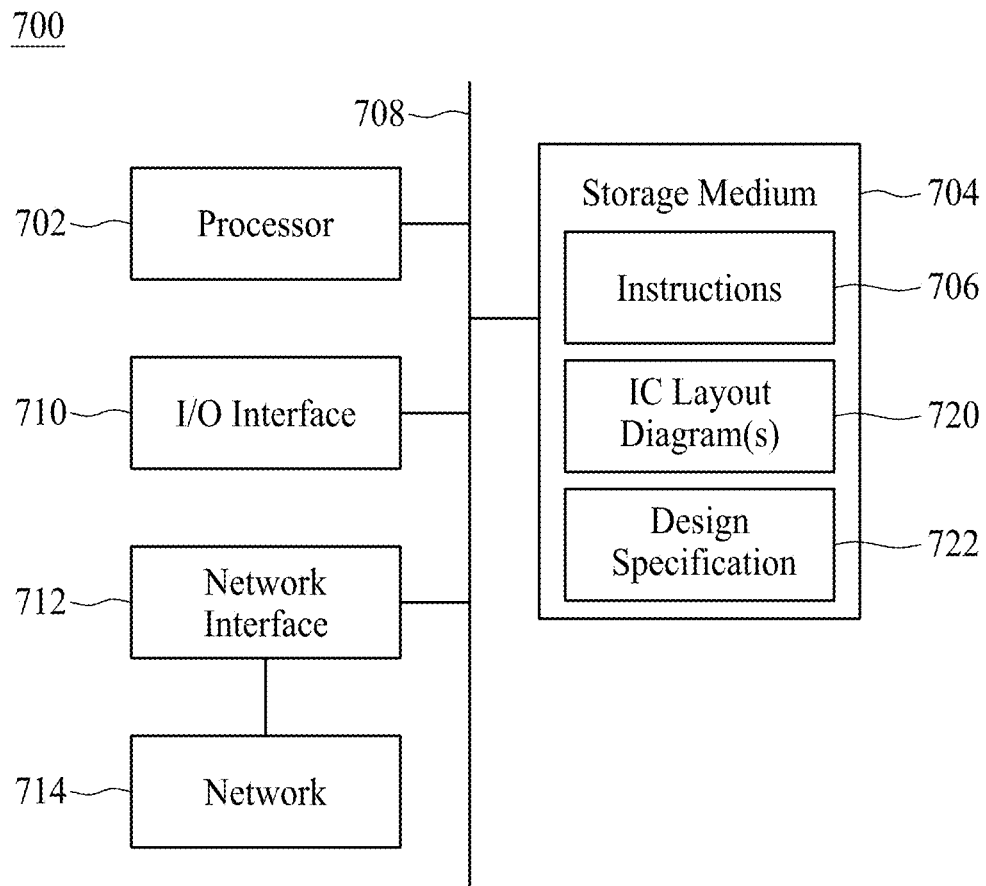 700
708
702
Processor
Storage Medium
704
Instructions
706
710
I/O Interface
IC Layout
Diagram(s)
720
Design
Specification
722
712
Network
Interface
714
Network